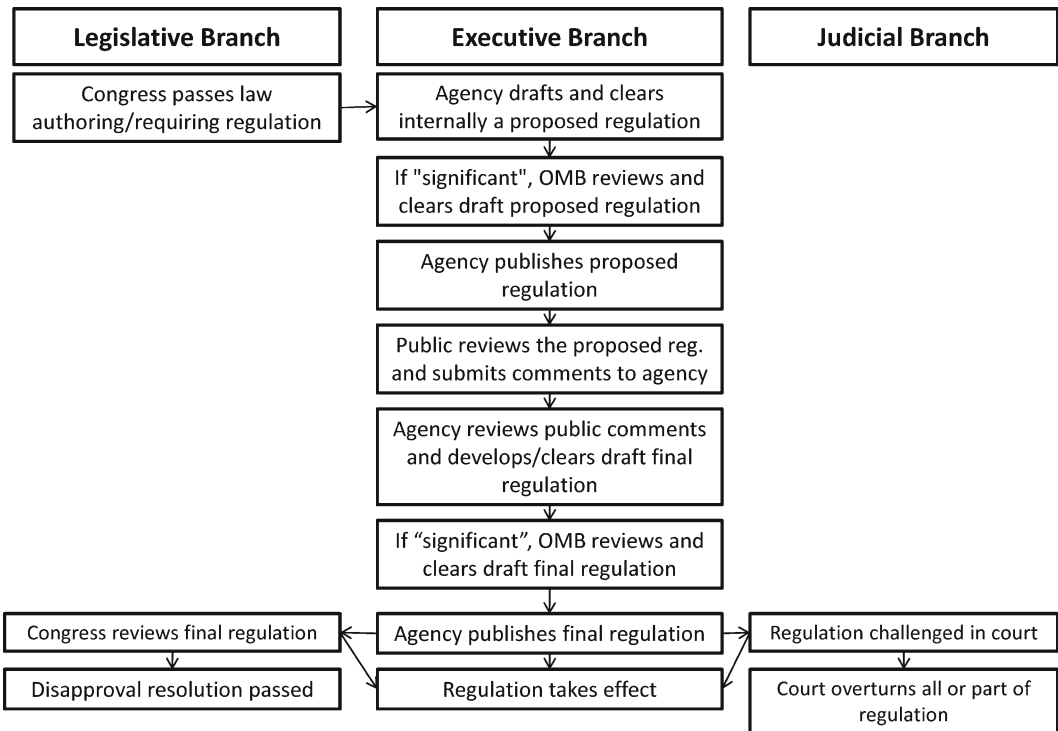 Legislative Branch
Executive Branch
Judicial Branch
Congress passes law
authoring/requiring regulation
Agency drafts and clears
internally a proposed regulation
If "significant", OMB reviews and
clears draft proposed regulation
Agency publishes proposed
regulation
Public reviews the proposed reg.
and submits comments to agency
Agency reviews public comments
and develops/clears draft final
regulation
If “significant”, OMB reviews and
clears draft final regulation
Congress reviews final regulation
Agency publishes final regulation
Regulation challenged in court
Disapproval resolution passed
Regulation takes effect
Court overturns all or part of
regulation